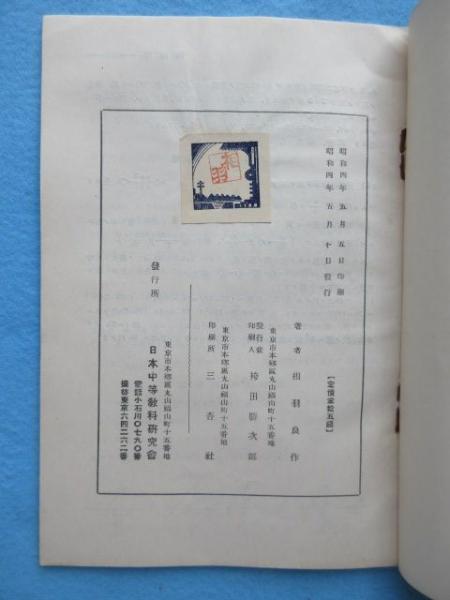 昭和四年五月五日印刷
昭和四年五月十日發行
【定價金拾五錢】
著者 相羽良作
東京市本鄕區丸山福山町十五番地
發行兼印刷人 袴田勝次郎
東京市本鄕區丸山福山町十五番地
印刷所 三杏社
發行所
東京市本鄕區丸山福山町十五番地
日本中等敎科硏究會
電話小石川〇七九〇番
振替東京六四二六二番
相羽